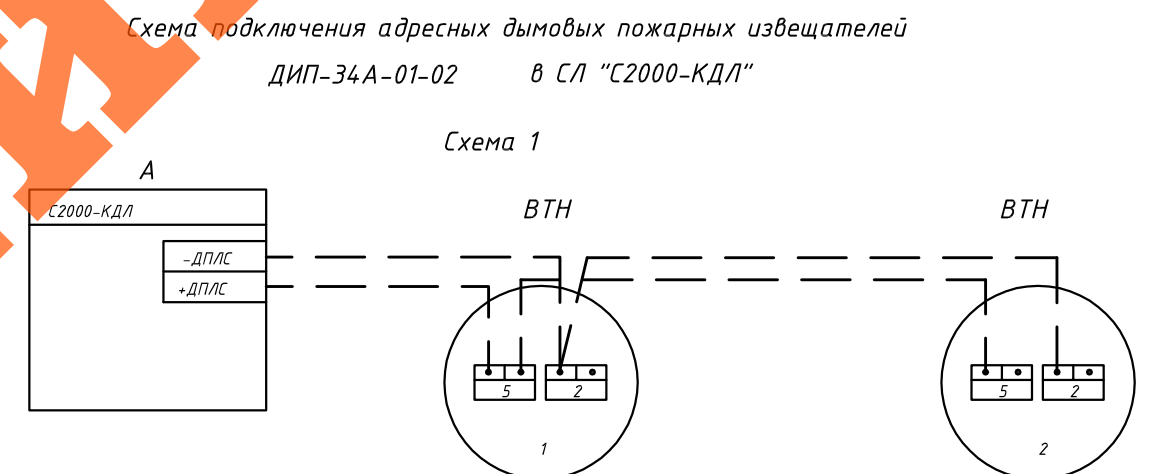 Схема подключения адресных дымовых пожарных извещателей
ДИП-34А-01-02 в СЛ "С2000-КДЛ"
Схема 1
А
С2000-КДЛ
ВТН
ВТН
-ДПЛС
+ДПЛС
5
2
5
2
1
2